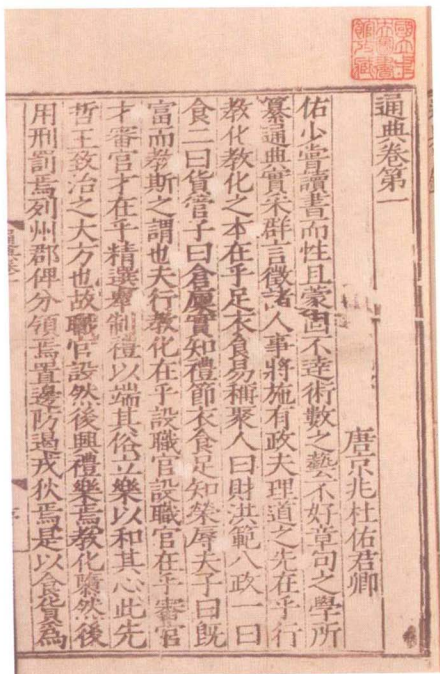 國立中央圖書館收藏
通典卷第一
唐京兆杜佑君卿
佑少嘗讀書而性且蒙固不達術數之藝不好章句之學所
纂通典實采群言徵諸人事將施有政夫理道之先在乎行
教化教化之本在乎足衣食易稱聚人曰財洪範八政一曰
食二曰貨管子曰倉廩實知禮節衣食足知榮辱夫子曰既
富而教斯之謂也夫行教化在乎設職官設職官在乎審官
才審官才在乎精選舉制禮以端其俗立樂以和其心此先
哲王致治之大方也故職官設然後興禮樂焉教化隳然後
用刑罰焉列州郡俾分領焉置邊防遏戎狄焉是以食貨爲